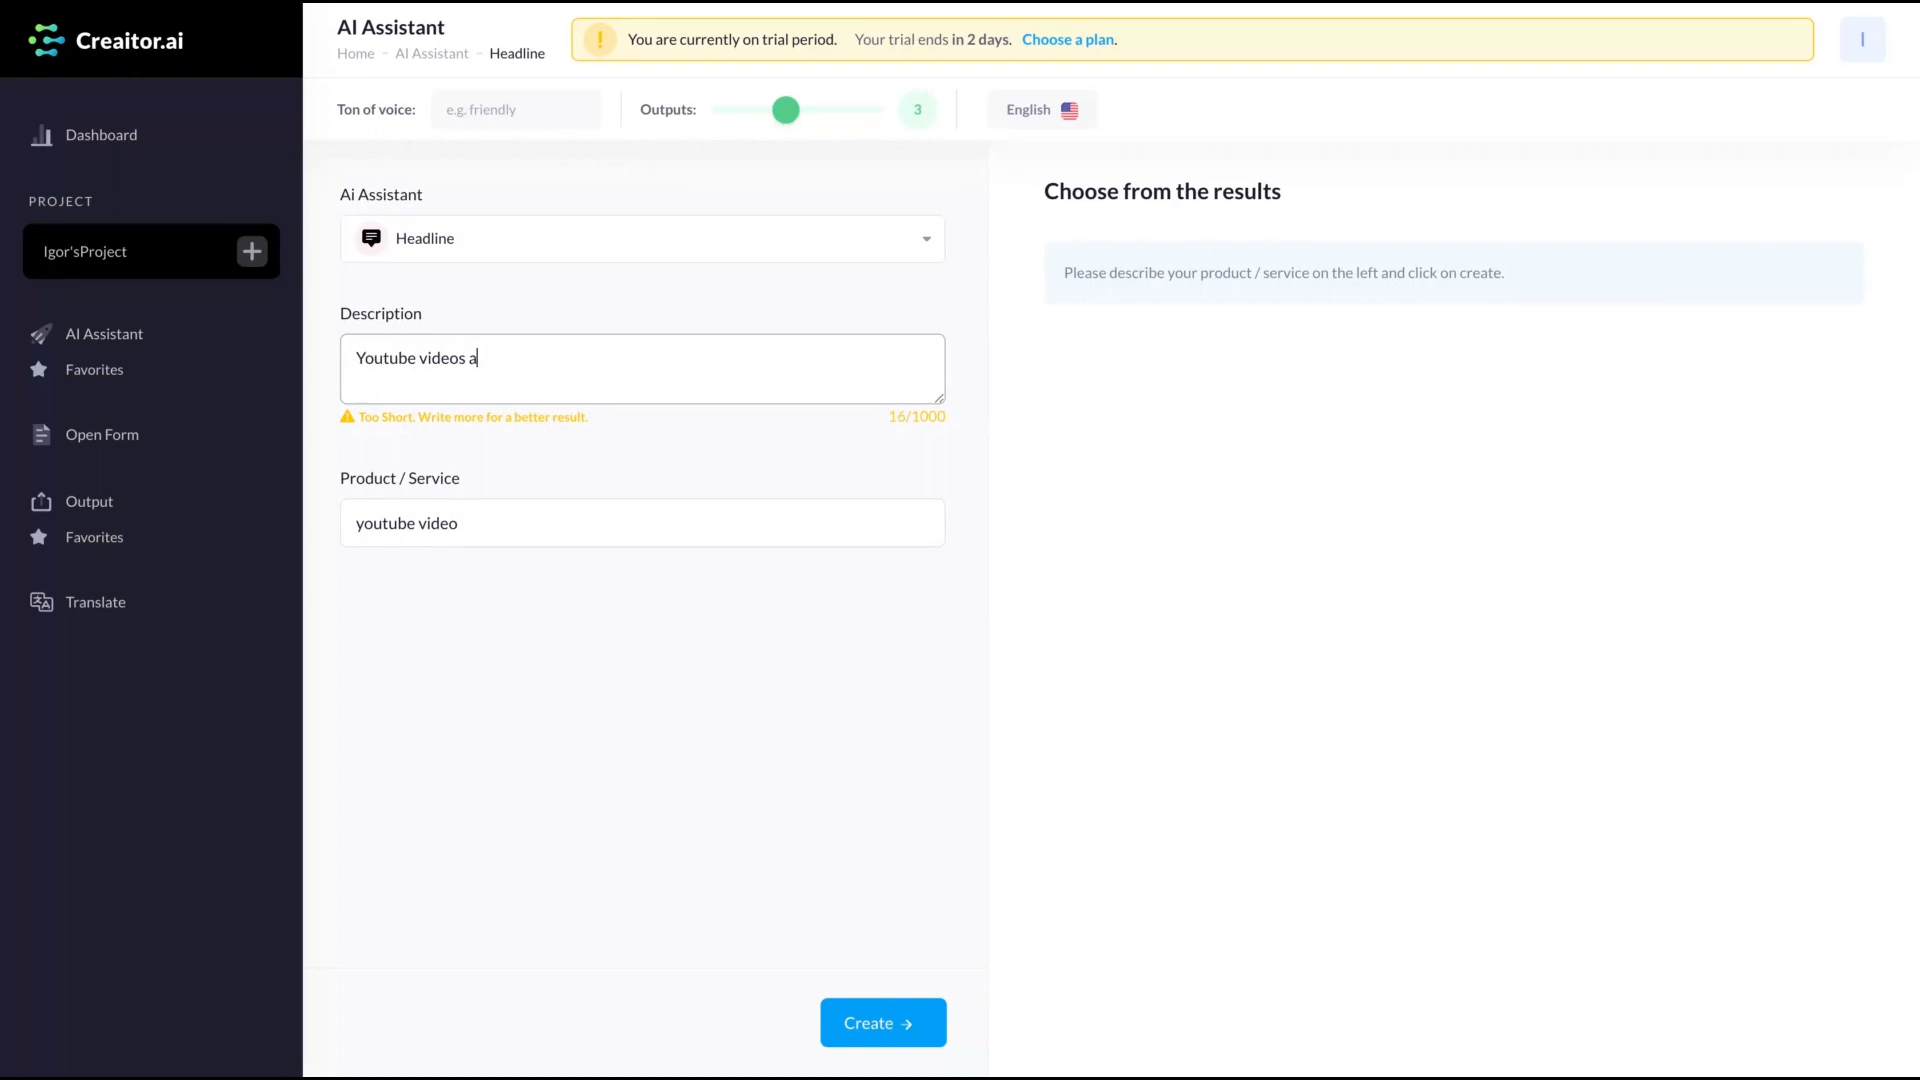 Creaitor.ai
AI Assistant
Home - AI Assistant - Headline
! You are currently on trial period. Your trial ends in 2 days. Choose a plan.
I
Ton of voice: e.g. friendly Outputs: 3 English
Dashboard
PROJECT
Igor'sProject
AI Assistant
Favorites
Open Form
Output
Favorites
Translate
Ai Assistant
Headline
Description
Youtube videos a
Too Short. Write more for a better result. 16/1000
Product / Service
youtube video
Create →
Choose from the results
Please describe your product / service on the left and click on create.